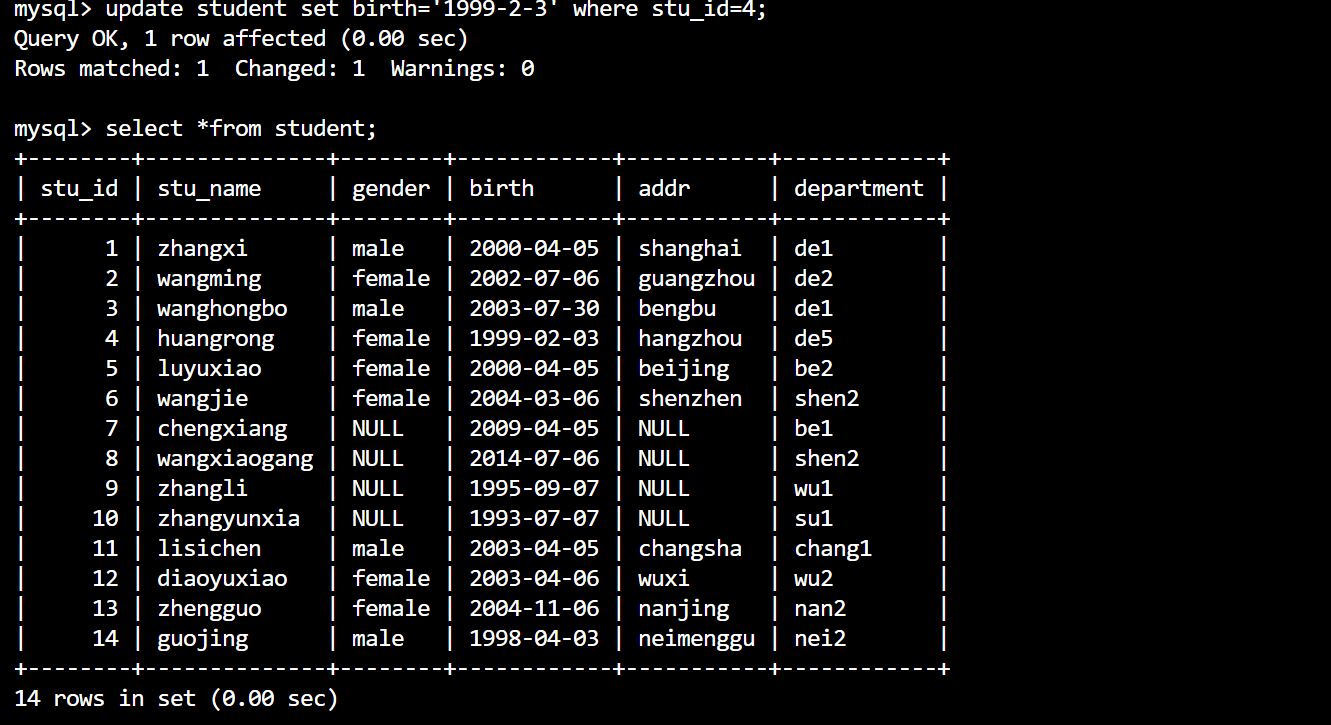 mysql> update student set birth='1999-2-3' where stu_id=4;
Query OK, 1 row affected (0.00 sec)
Rows matched: 1  Changed: 1  Warnings: 0

mysql> select *from student;
+--------+--------------+--------+------------+-----------+------------+
| stu_id | stu_name     | gender | birth      | addr      | department |
+--------+--------------+--------+------------+-----------+------------+
|      1 | zhangxi      | male   | 2000-04-05 | shanghai  | de1        |
|      2 | wangming     | female | 2002-07-06 | guangzhou | de2        |
|      3 | wanghongbo   | male   | 2003-07-30 | bengbu    | de1        |
|      4 | huangrong    | female | 1999-02-03 | hangzhou  | de5        |
|      5 | luyuxiao     | female | 2000-04-05 | beijing   | be2        |
|      6 | wangjie      | female | 2004-03-06 | shenzhen  | shen2      |
|      7 | chengxiang   | NULL   | 2009-04-05 | NULL      | be1        |
|      8 | wangxiaogang | NULL   | 2014-07-06 | NULL      | shen2      |
|      9 | zhangli      | NULL   | 1995-09-07 | NULL      | wu1        |
|     10 | zhangyunxia  | NULL   | 1993-07-07 | NULL      | su1        |
|     11 | lisichen     | male   | 2003-04-05 | changsha  | chang1     |
|     12 | diaoyuxiao   | female | 2003-04-06 | wuxi      | wu2        |
|     13 | zhengguo     | female | 2004-11-06 | nanjing   | nan2       |
|     14 | guojing      | male   | 1998-04-03 | neimenggu | nei2       |
+--------+--------------+--------+------------+-----------+------------+
14 rows in set (0.00 sec)